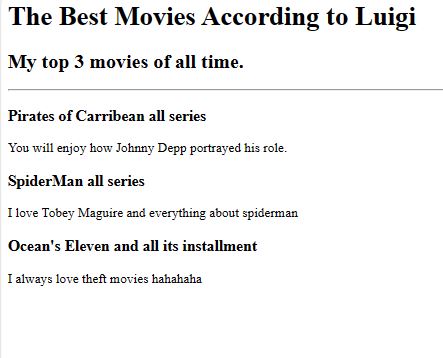 The Best Movies According to Luigi
My top 3 movies of all time.
Pirates of Carribean all series
You will enjoy how Johnny Depp portrayed his role.
SpiderMan all series
I love Tobey Maguire and everything about spiderman
Ocean's Eleven and all its installment
I always love theft movies hahahaha